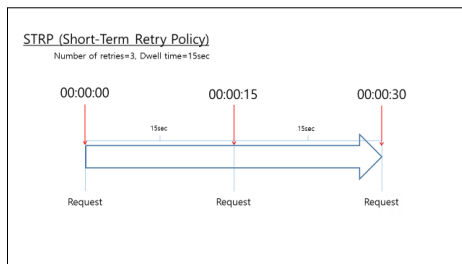 STRP (Short-Term Retry Policy)
Number of retries=3, Dwell time=15sec
00:00:00
00:00:15
00:00:30
15sec
15sec
Request
Request
Request